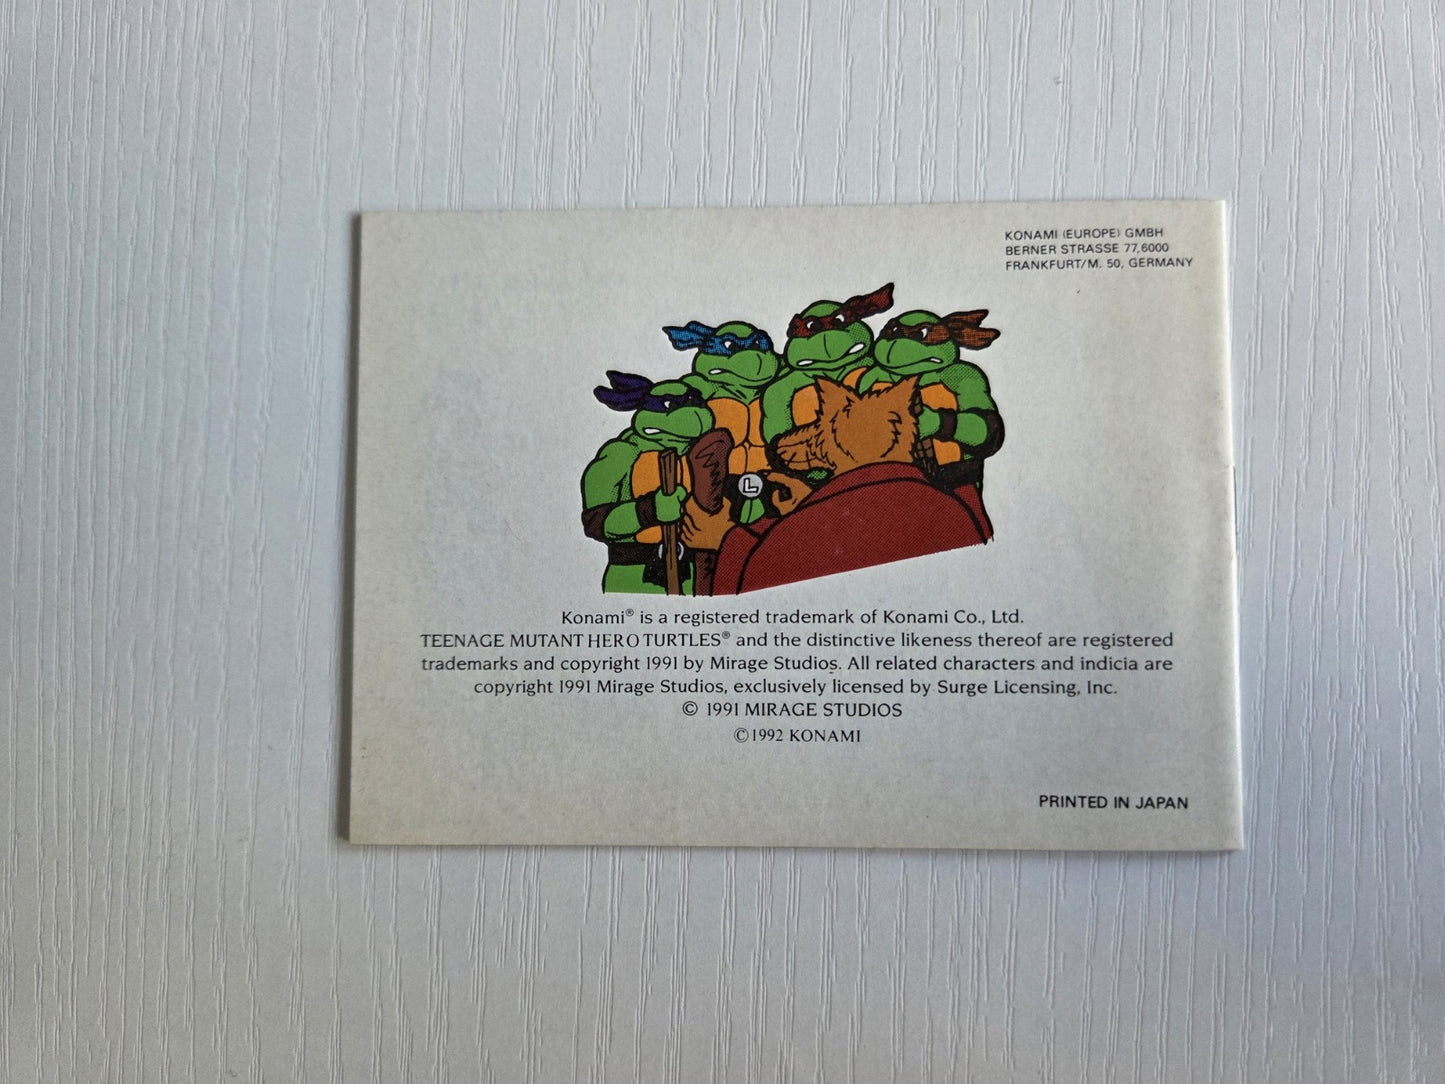 KONAMI (EUROPE) GMBH
BERNER STRASSE 77,6000
FRANKFURT/M. 50, GERMANY
L
Konami® is a registered trademark of Konami Co., Ltd.
TEENAGE MUTANT HERO TURTLES® and the distinctive likeness thereof are registered
trademarks and copyright 1991 by Mirage Studios. All related characters and indicia are
copyright 1991 Mirage Studios, exclusively licensed by Surge Licensing, Inc.
© 1991 MIRAGE STUDIOS
©1992 KONAMI
PRINTED IN JAPAN